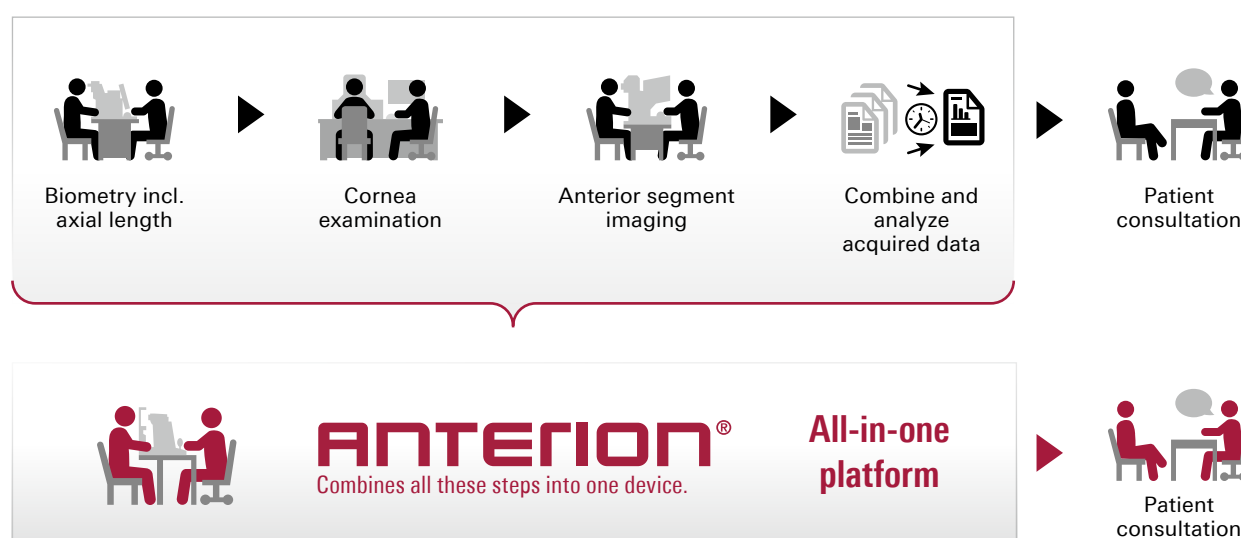 Biometry incl.
axial length
Cornea
examination
Anterior segment
imaging
Combine and
analyze
acquired data
Patient
consultation
ANTERION®
Combines all these steps into one device.
All-in-one
platform
Patient
consultation